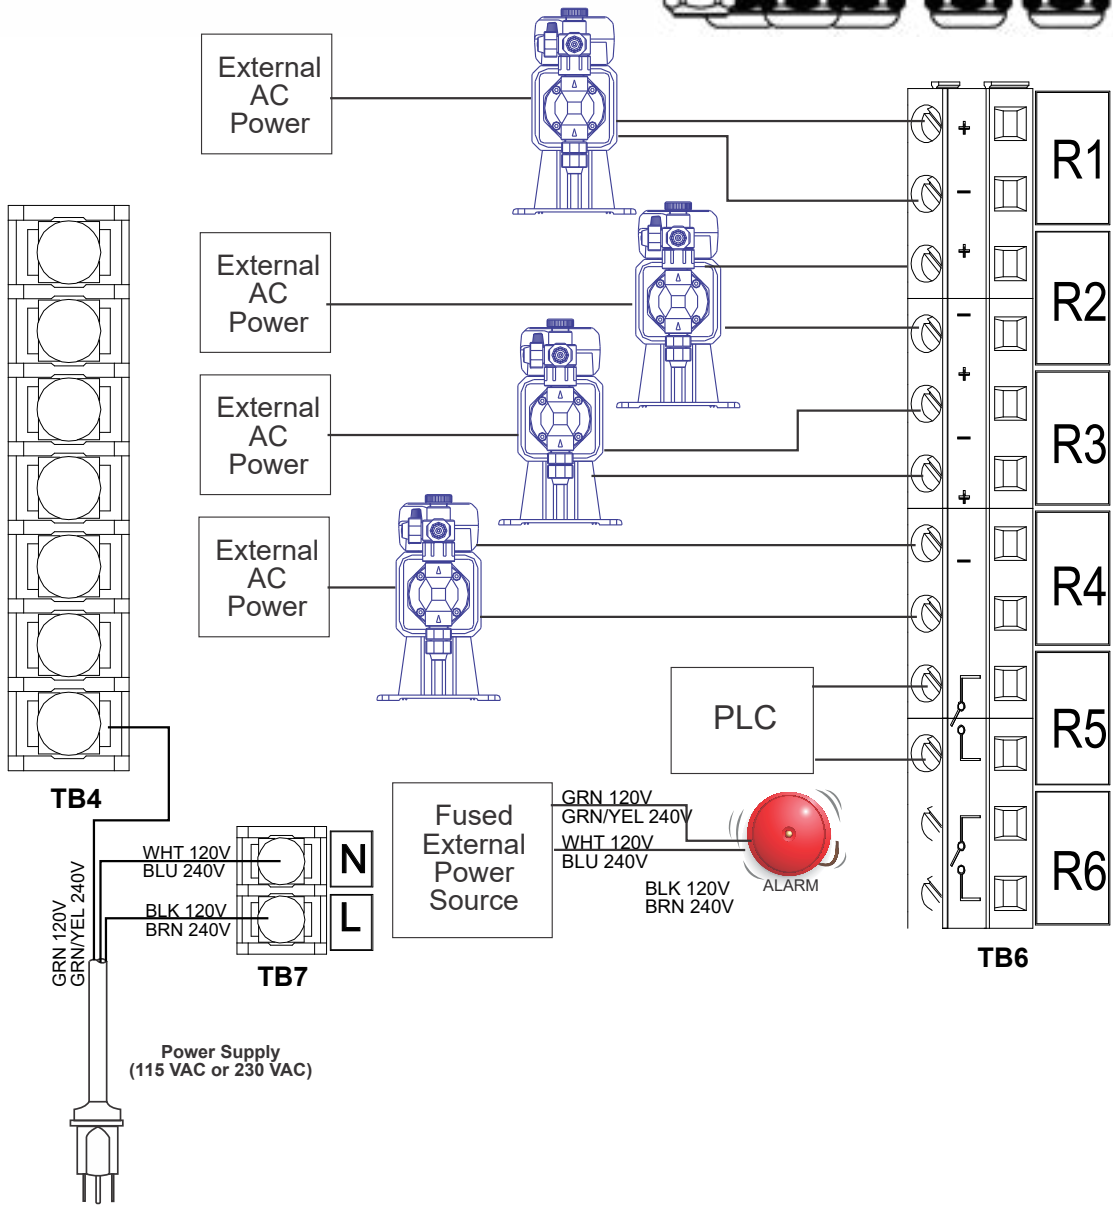 External
AC
Power
+
−
R1
External
AC
Power
+
−
R2
External
AC
Power
+
−
R3
External
AC
Power
+
−
R4
PLC
R5
TB4
Fused
External
Power
Source
GRN 120V
GRN/YEL 240V
WHT 120V
BLU 240V
BLK 120V
BRN 240V
ALARM
R6
TB6
WHT 120V
BLU 240V
N
BLK 120V
BRN 240V
L
TB7
GRN 120V
GRN/YEL 240V
Power Supply
(115 VAC or 230 VAC)